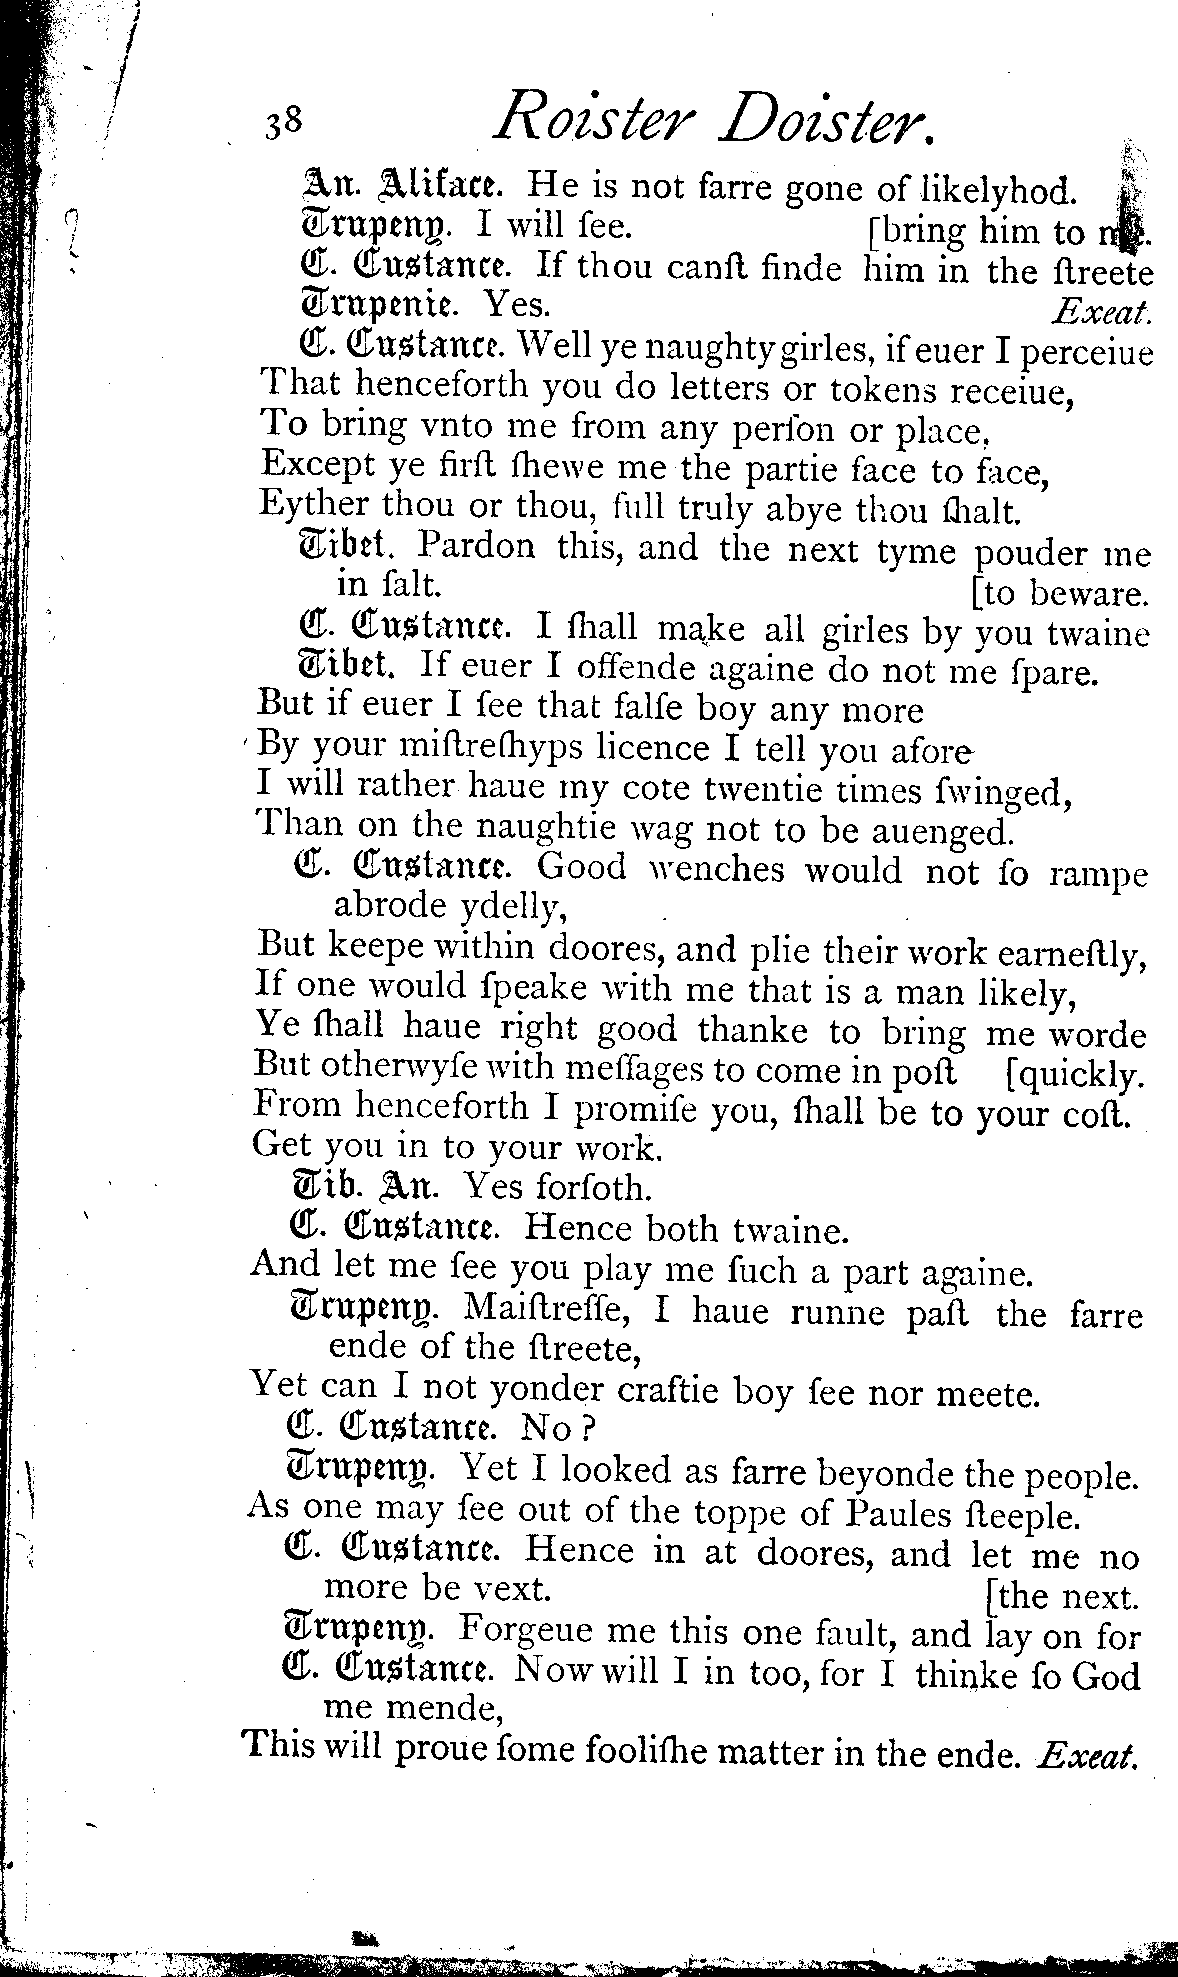 38 Roister Doister.
An. Aliface. He is not farre gone of likelyhod.
Trupeny. I will ſee. [bring him to me.
C. Cuſtance. If thou canſt finde him in the ſtreete
Trupenie. Yes. Exeat.
C. Cuſtance. Well ye naughty girles, if euer I perceiue
That henceforth you do letters or tokens receiue,
To bring vnto me from any perſon or place,
Except ye firſt ſhewe me the partie face to face,
Eyther thou or thou, full truly abye thou ſhalt.
Tibet. Pardon this, and the next tyme pouder me
in ſalt. [to beware.
C. Cuſtance. I ſhall make all girles by you twaine
Tibet. If euer I offende againe do not me ſpare.
But if euer I ſee that falſe boy any more
By your miſtreſhyps licence I tell you afore
I will rather haue my cote twentie times ſwinged,
Than on the naughtie wag not to be auenged.
C. Cuſtance. Good wenches would not ſo rampe
abrode ydelly,
But keepe within doores, and plie their work earneſtly,
If one would ſpeake with me that is a man likely,
Ye ſhall haue right good thanke to bring me worde
But otherwyſe with meſſages to come in poſt [quickly.
From henceforth I promiſe you, ſhall be to your coſt.
Get you in to your work.
Tib. An. Yes forſoth.
C. Cuſtance. Hence both twaine.
And let me ſee you play me ſuch a part againe.
Trupeny. Maiſtreſſe, I haue runne paſt the farre
ende of the ſtreete,
Yet can I not yonder craftie boy ſee nor meete.
C. Cuſtance. No?
Trupeny. Yet I looked as farre beyonde the people.
As one may ſee out of the toppe of Paules ſteeple.
C. Cuſtance. Hence in at doores, and let me no
more be vext. [the next.
Trupeny. Forgeue me this one fault, and lay on for
C. Cuſtance. Now will I in too, for I thinke ſo God
me mende,
This will proue ſome fooliſhe matter in the ende. Exeat.